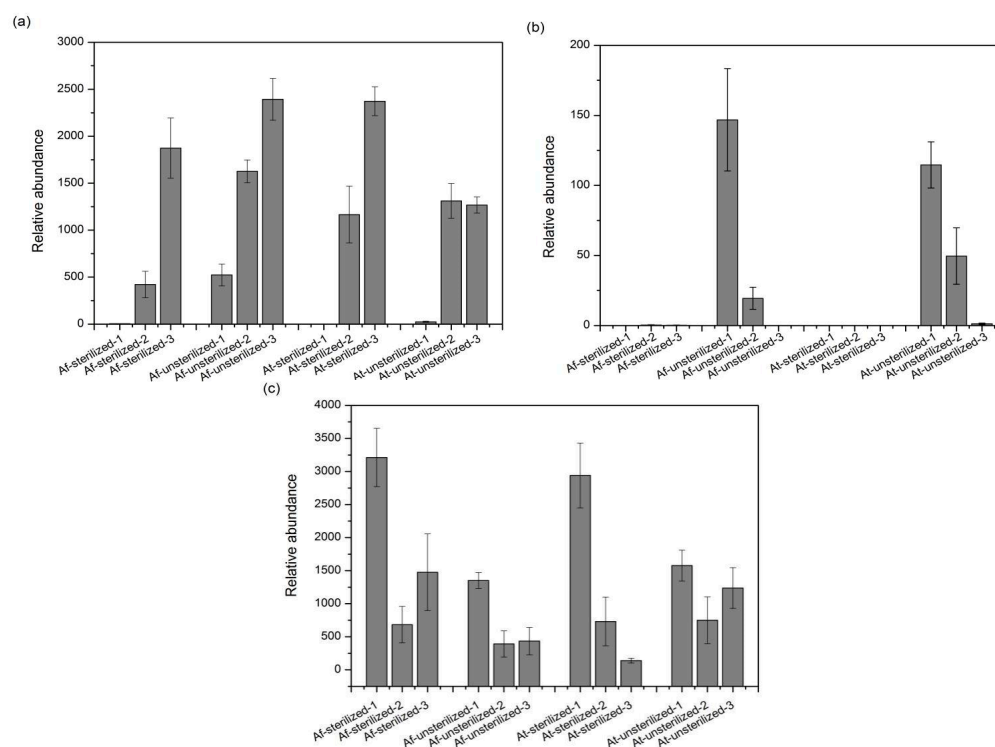 (a)
3000
2500
2000
1500
1000
500
0
Relative abundance
Af-sterilized-1
Af-sterilized-2
Af-sterilized-3
Af-unsterilized-1
Af-unsterilized-2
Af-unsterilized-3
At-sterilized-1
At-sterilized-2
At-sterilized-3
At-unsterilized-1
At-unsterilized-2
At-unsterilized-3
(b)
200
150
100
50
0
Relative abundance
Af-sterilized-1
Af-sterilized-2
Af-sterilized-3
Af-unsterilized-1
Af-unsterilized-2
Af-unsterilized-3
At-sterilized-1
At-sterilized-2
At-sterilized-3
At-unsterilized-1
At-unsterilized-2
At-unsterilized-3
(c)
4000
3500
3000
2500
2000
1500
1000
500
0
Relative abundance
Af-sterilized-1
Af-sterilized-2
Af-sterilized-3
Af-unsterilized-1
Af-unsterilized-2
Af-unsterilized-3
At-sterilized-1
At-sterilized-2
At-sterilized-3
At-unsterilized-1
At-unsterilized-2
At-unsterilized-3